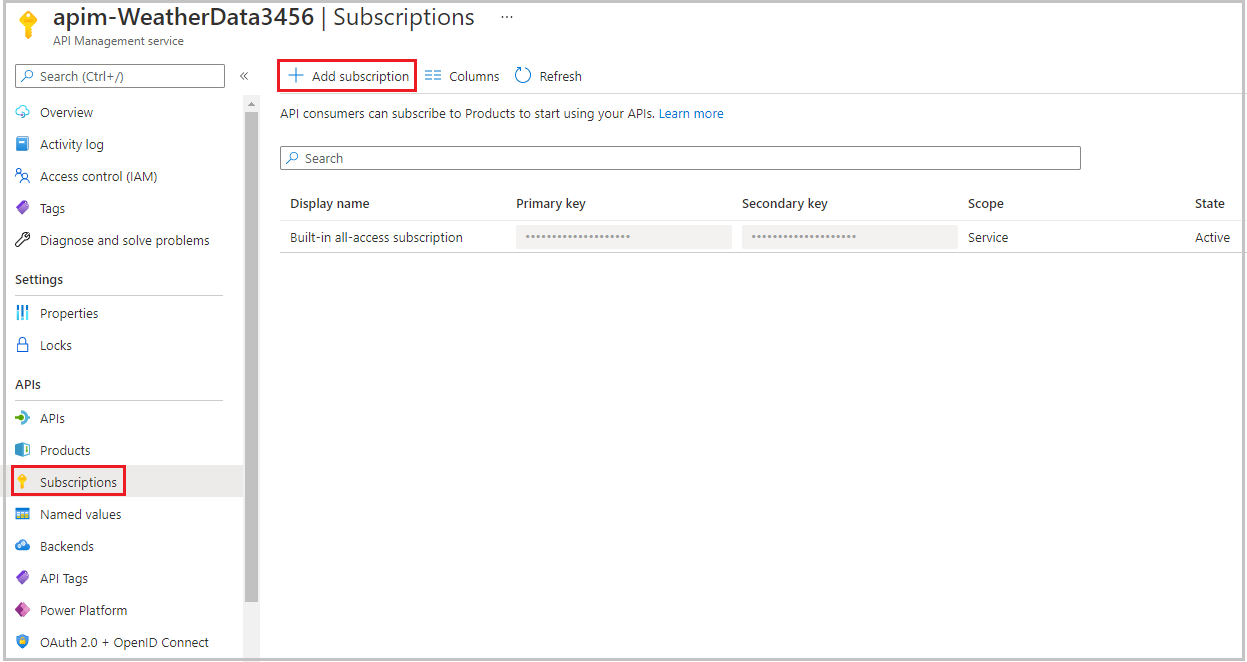 apim-WeatherData3456 | Subscriptions ...
API Management service
Search (Ctrl+/) «
Overview
Activity log
Access control (IAM)
Tags
Diagnose and solve problems
Settings
Properties
Locks
APIs
APIs
Products
Subscriptions
Named values
Backends
API Tags
Power Platform
OAuth 2.0 + OpenID Connect
Add subscription Columns Refresh
API consumers can subscribe to Products to start using your APIs. Learn more
Search
Display name Primary key Secondary key Scope State
Built-in all-access subscription ••••••••••••••••••• ••••••••••••••••••• Service Active